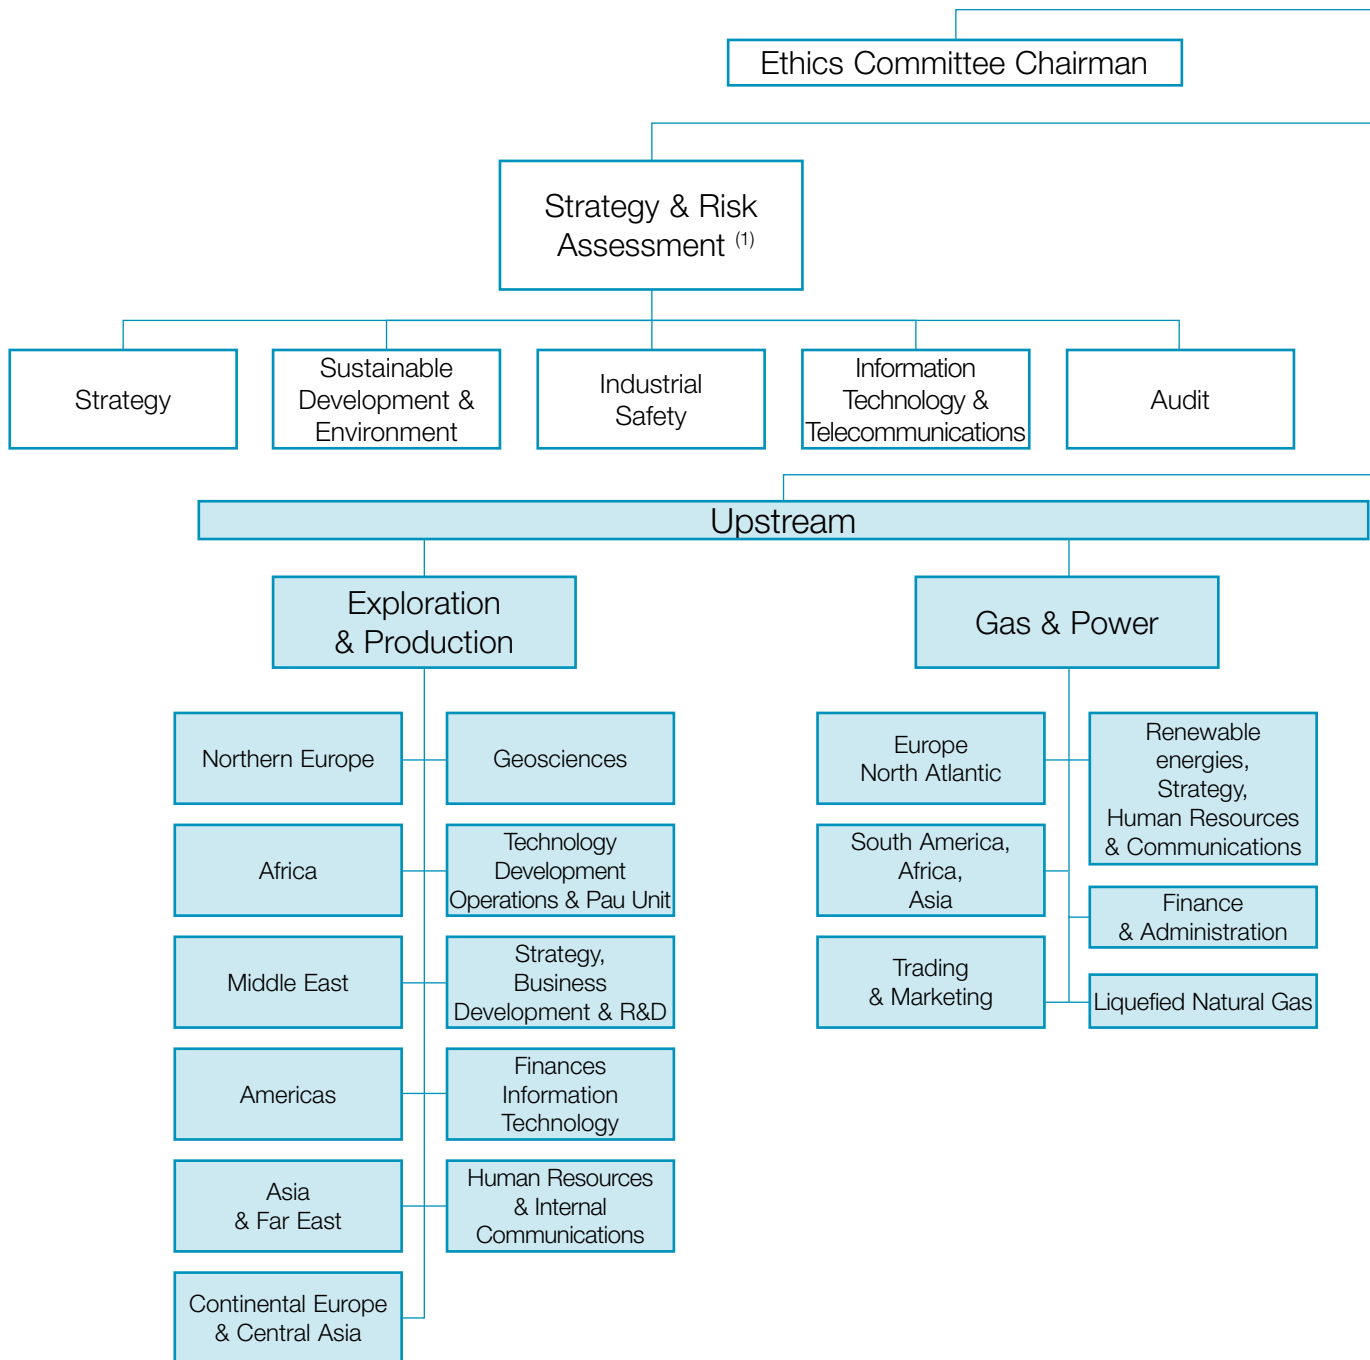 Ethics Committee Chairman
Strategy & Risk
Assessment (1)
Strategy
Sustainable
Development &
Environment
Industrial
Safety
Information
Technology &
Telecommunications
Audit
Upstream
Exploration
& Production
Gas & Power
Northern Europe
Geosciences
Africa
Technology
Development
Operations & Pau Unit
Middle East
Strategy,
Business
Development & R&D
Americas
Finances
Information
Technology
Asia
& Far East
Human Resources
& Internal
Communications
Continental Europe
& Central Asia
Europe
North Atlantic
Renewable
energies,
Strategy,
Human Resources
& Communications
South America,
Africa,
Asia
Finance
& Administration
Trading
& Marketing
Liquefied Natural Gas